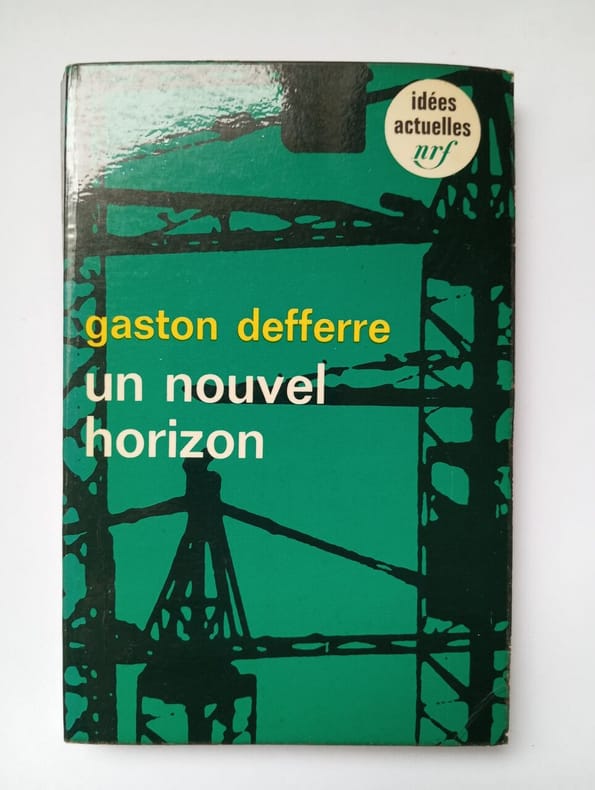 idées
actuelles
nrf
gaston defferre
un nouvel
horizon